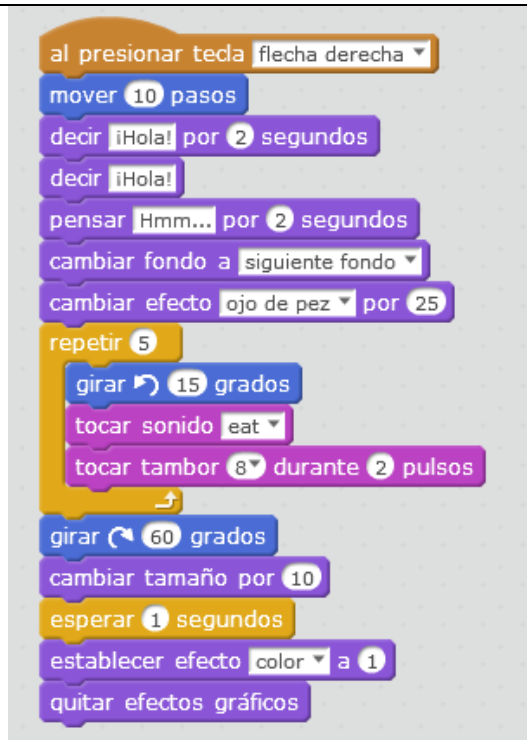 al presionar tecla flecha derecha
mover 10 pasos
decir ¡Hola! por 2 segundos
decir ¡Hola!
pensar Hmm... por 2 segundos
cambiar fondo a siguiente fondo
cambiar efecto ojo de pez por 25
repetir 5
girar 15 grados
tocar sonido eat
tocar tambor 8 durante 2 pulsos
girar 60 grados
cambiar tamaño por 10
esperar 1 segundos
establecer efecto color a 1
quitar efectos gráficos